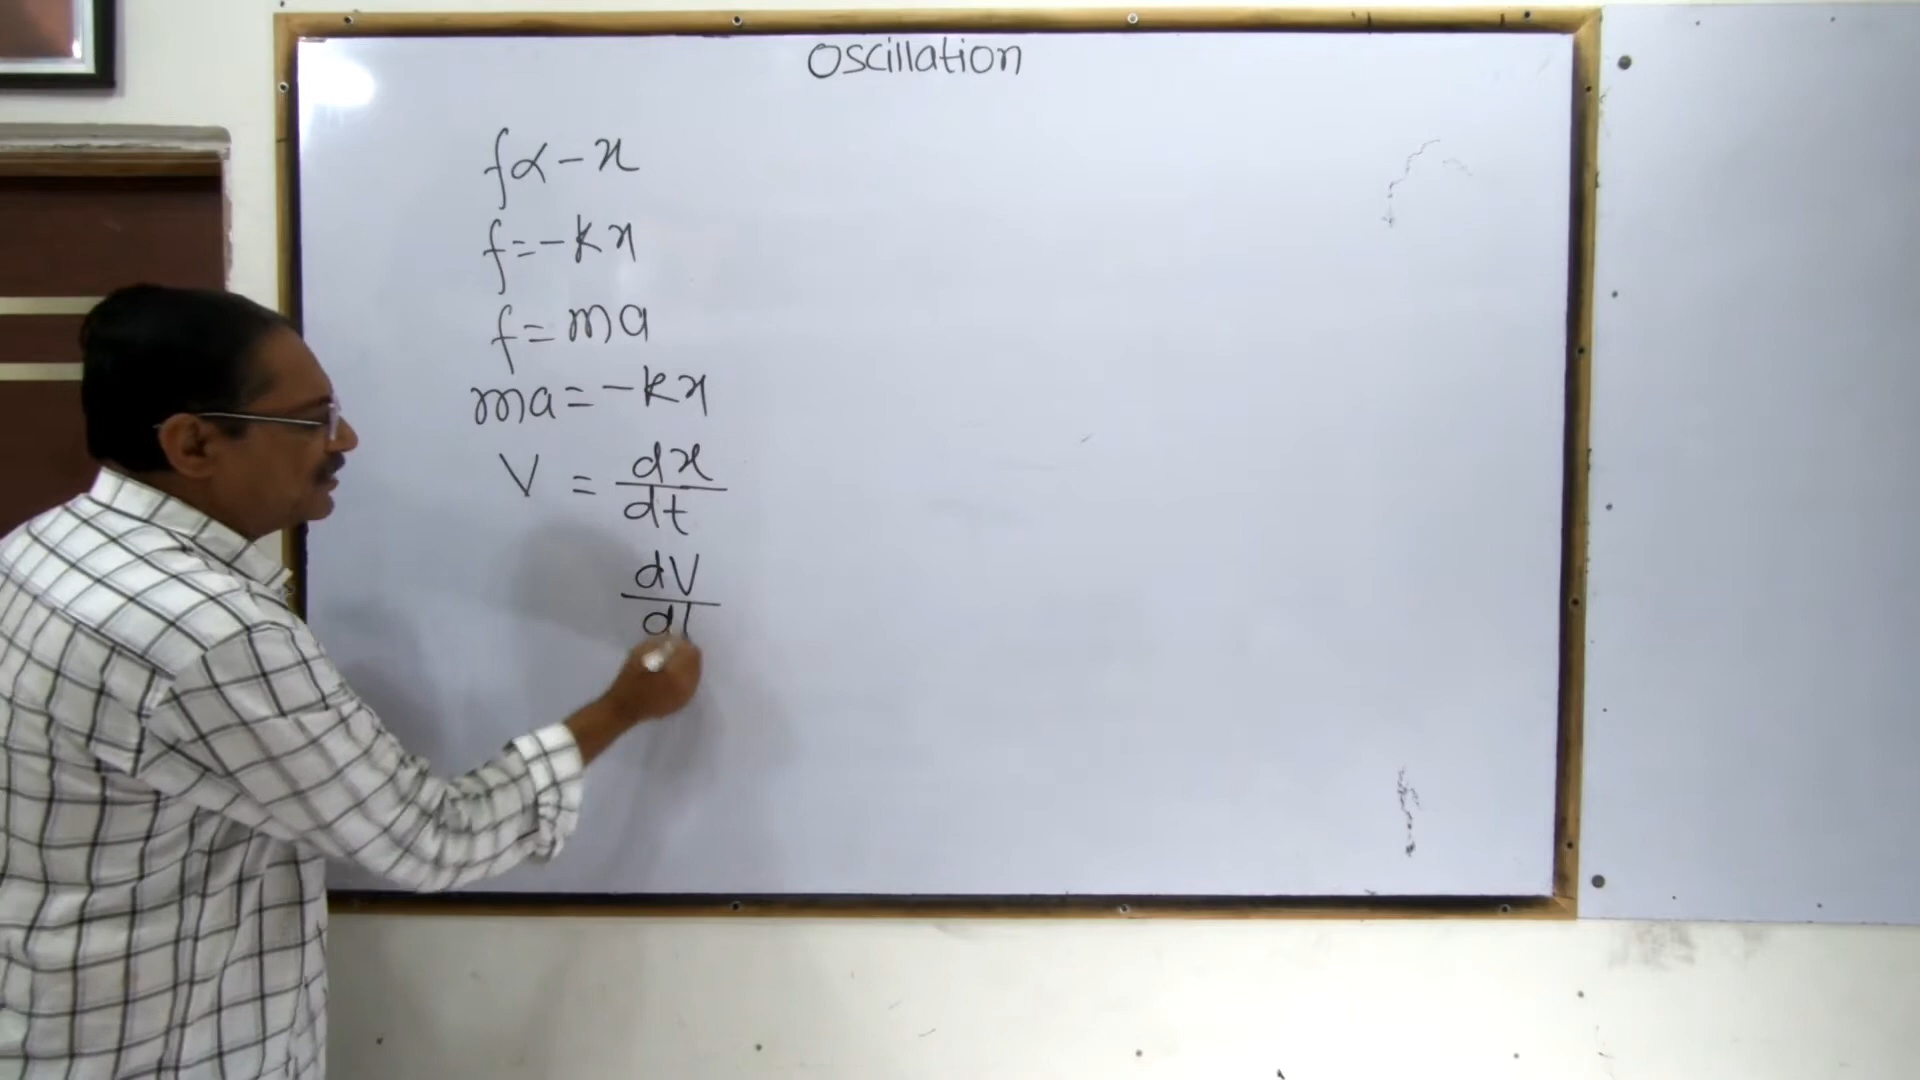 Oscillation
f ∝ - x
f = - kx
f = ma
ma = - kx
V = dx/dt
dV/dt